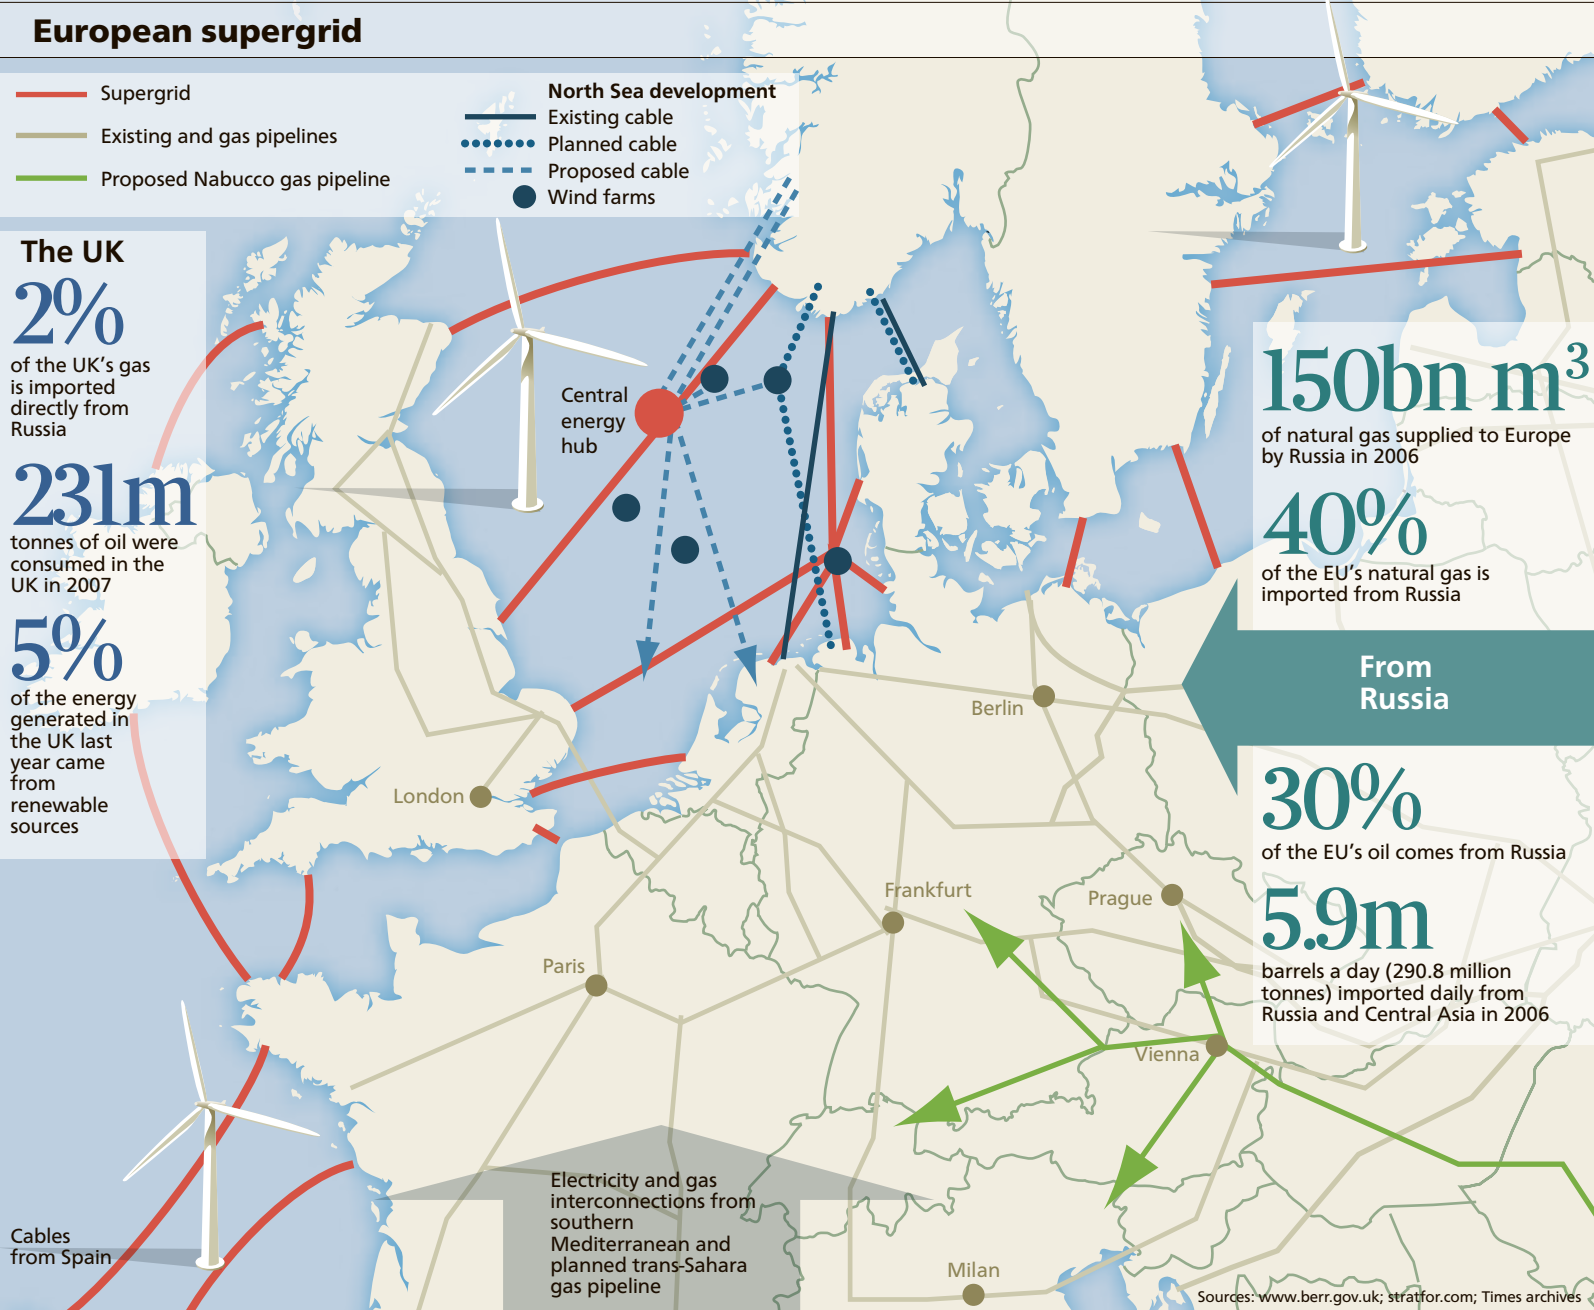 European supergrid
Supergrid
Existing and gas pipelines
Proposed Nabucco gas pipeline
North Sea development
Existing cable
Planned cable
Proposed cable
Wind farms
The UK
2%
of the UK's gas
is imported
directly from
Russia
231m
tonnes of oil were
consumed in the
UK in 2007
5%
of the energy
generated in
the UK last
year came
from
renewable
sources
Central
energy
hub
150bn m³
of natural gas supplied to Europe
by Russia in 2006
40%
of the EU's natural gas is
imported from Russia
From
Russia
30%
of the EU's oil comes from Russia
5.9m
barrels a day (290.8 million
tonnes) imported daily from
Russia and Central Asia in 2006
Berlin
London
Frankfurt
Prague
Paris
Vienna
Electricity and gas
interconnections from
southern
Mediterranean and
planned trans-Sahara
gas pipeline
Cables
from Spain
Milan
Sources: www.berr.gov.uk; stratfor.com; Times archives